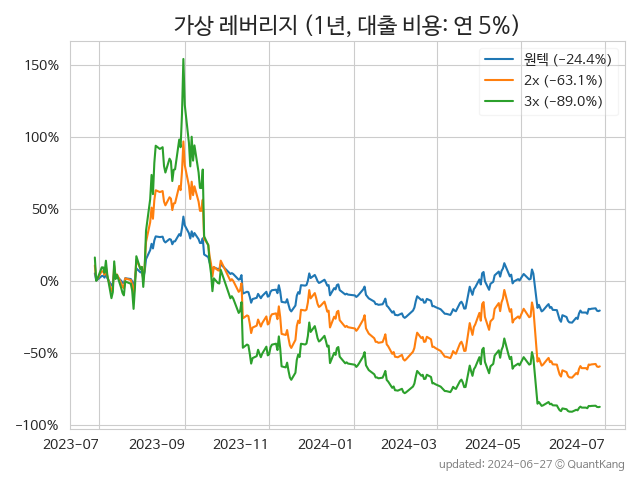 가상 레버리지 (1년, 대출 비용: 연 5%)
원텍 (−24.4%)
2x (−63.1%)
3x (−89.0%)
150%
100%
50%
0%
−50%
−100%
2023-07 2023-09 2023-11 2024-01 2024-03 2024-05 2024-07
updated: 2024-06-27 © QuantKang